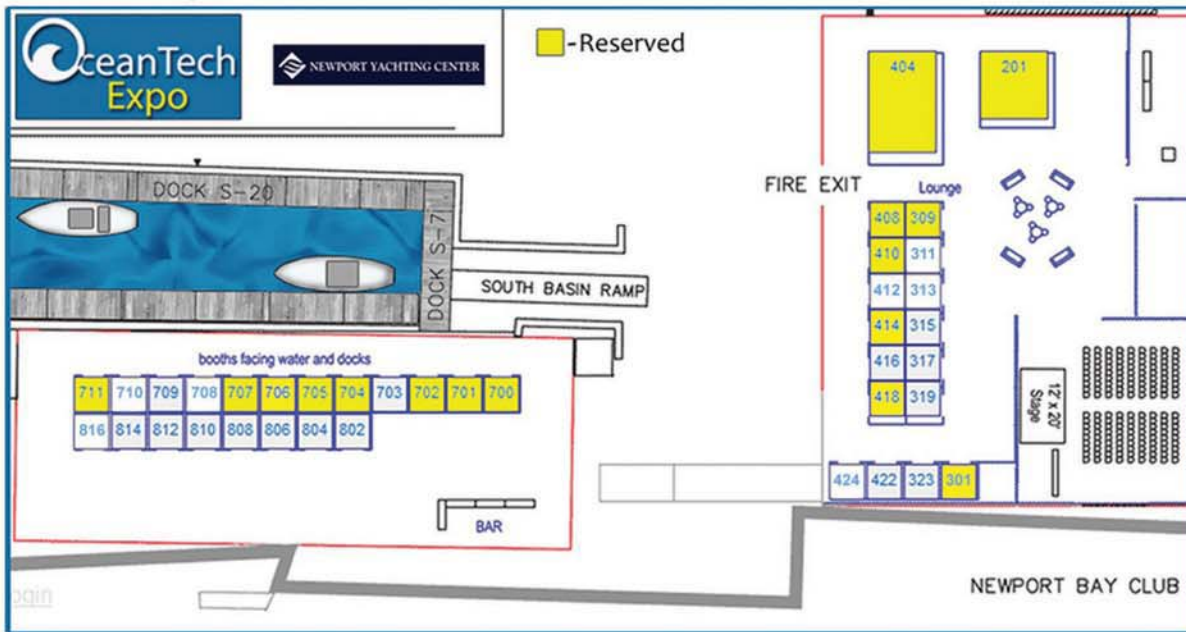 OceanTech
Expo
NEWPORT YACHTING CENTER
-Reserved
404
201
DOCK S-20
FIRE EXIT
Lounge
DOCK S-7
SOUTH BASIN RAMP
408 309
410 311
412 313
414 315
416 317
418 319
booths facing water and docks
711 710 709 708 707 706 705 704 703 702 701 700
816 814 812 810 808 806 804 802
12' x 20'
Stage
424 422 323 301
BAR
NEWPORT BAY CLUB